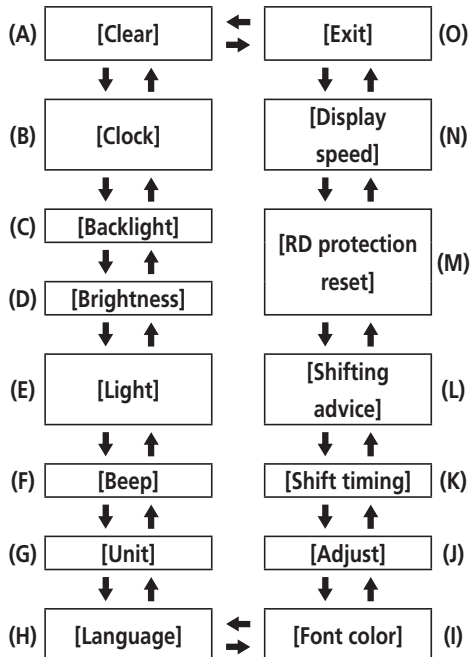 (A) [Clear] [Exit] (O)
(B) [Clock] [Display speed] (N)
(C) [Backlight] [RD protection reset] (M)
(D) [Brightness]
(E) [Light] [Shifting advice] (L)
(F) [Beep] [Shift timing] (K)
(G) [Unit] [Adjust] (J)
(H) [Language] [Font color] (I)